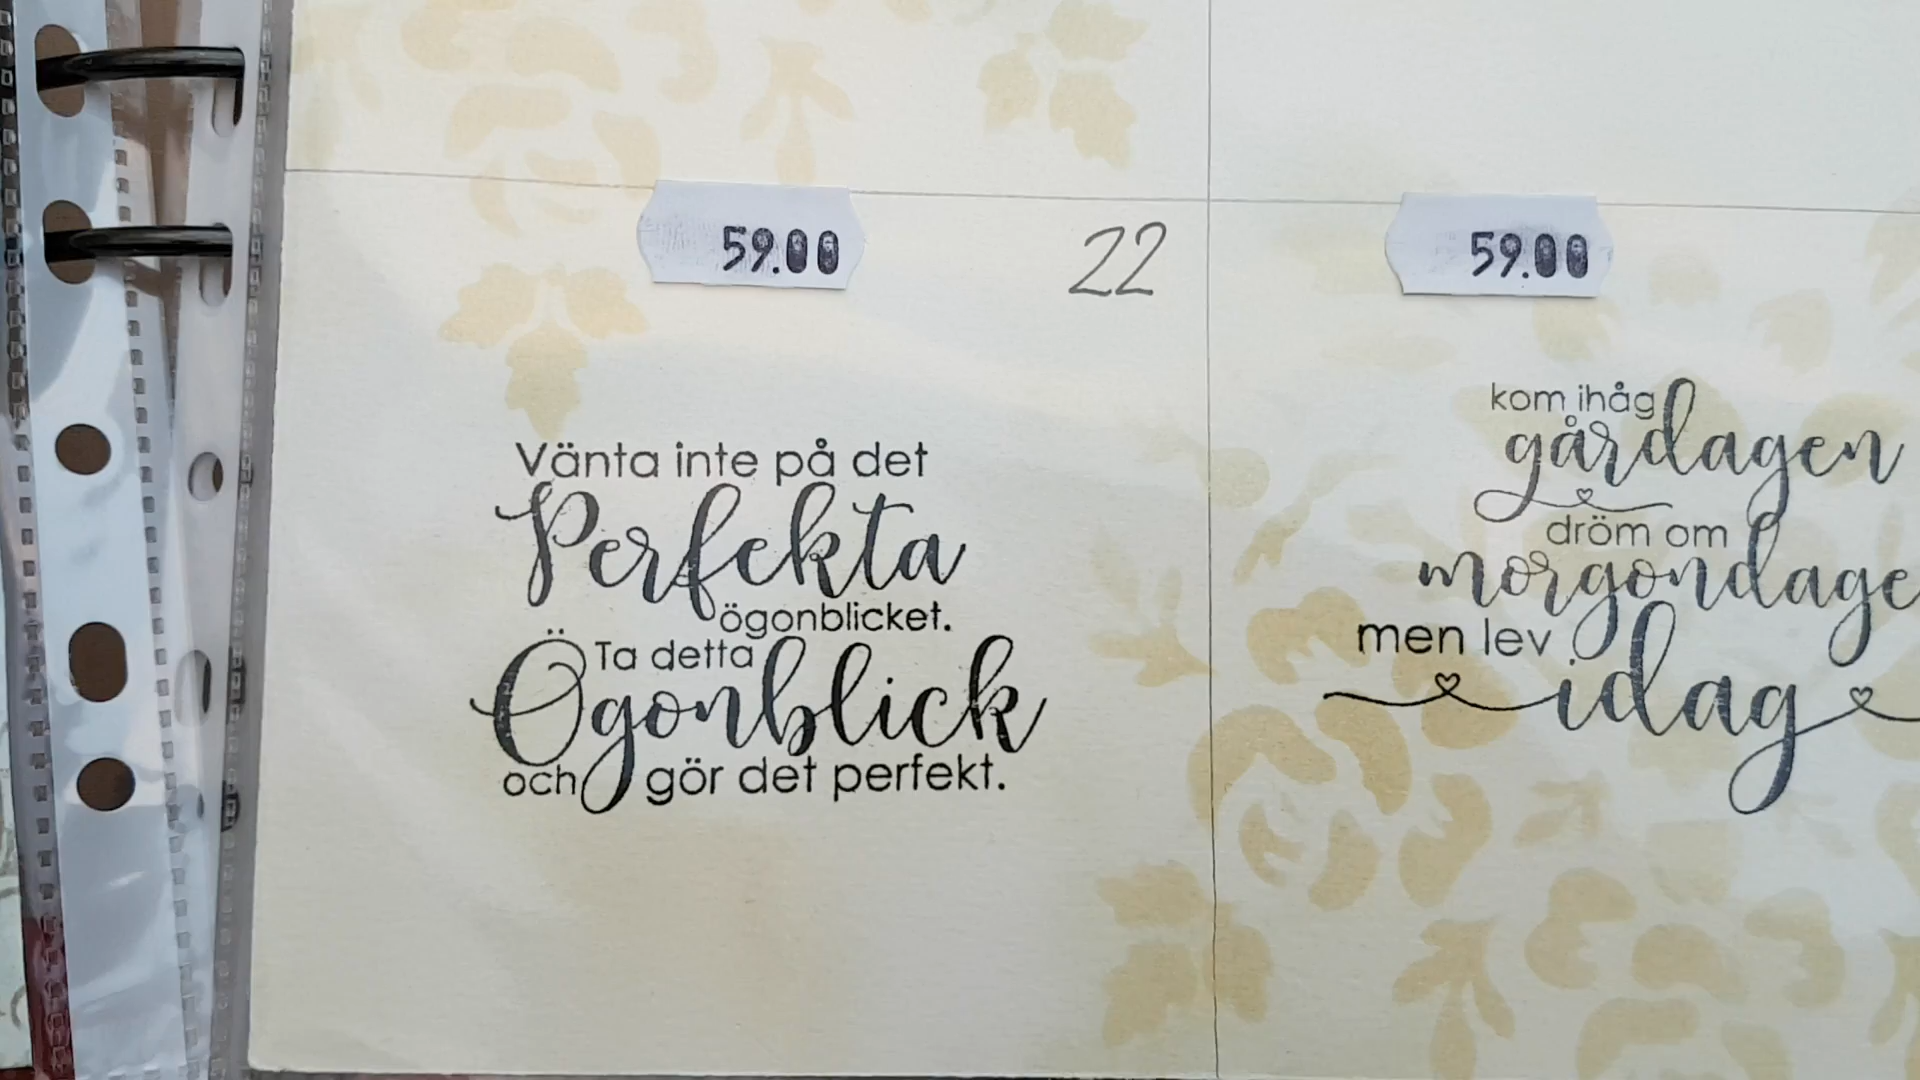 59.00
22
Vänta inte på det
Perfekta
ögonblicket.
Ta detta
Ögonblick
och gör det perfekt.
59.00
kom ihåg
gårdagen
dröm om
morgondage
men lev
idag